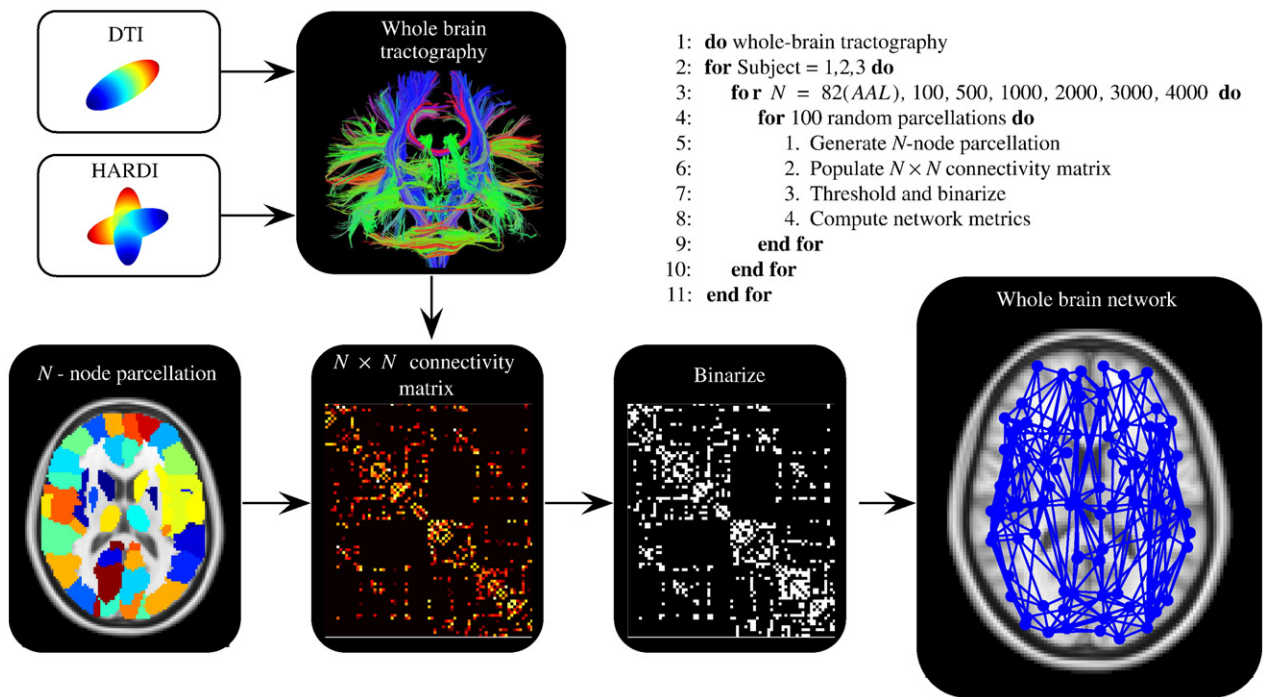 DTI
HARDI
Whole brain
tractography
1: do whole-brain tractography
2: for Subject = 1,2,3 do
3: for N = 82(AAL), 100, 500, 1000, 2000, 3000, 4000 do
4: for 100 random parcellations do
5: 1. Generate N-node parcellation
6: 2. Populate N × N connectivity matrix
7: 3. Threshold and binarize
8: 4. Compute network metrics
9: end for
10: end for
11: end for
N - node parcellation
N × N connectivity
matrix
Binarize
Whole brain network